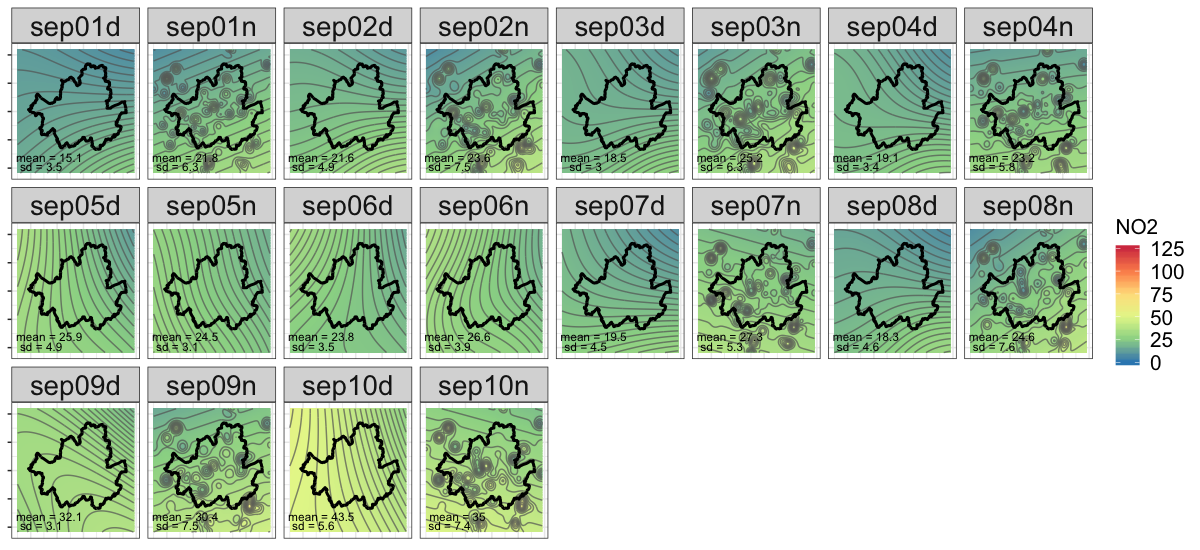 sep01d sep01n sep02d sep02n sep03d sep03n sep04d sep04n
mean = 15.1 mean = 21.8 mean = 21.6 mean = 23.6 mean = 18.5 mean = 25.2 mean = 19.1 mean = 23.2
sd = 3.5 sd = 6.3 sd = 4.9 sd = 7.5 sd = 3 sd = 6.3 sd = 3.4 sd = 5.8
sep05d sep05n sep06d sep06n sep07d sep07n sep08d sep08n
mean = 25.9 mean = 24.5 mean = 23.8 mean = 26.6 mean = 19.5 mean = 27.3 mean = 18.3 mean = 24.6
sd = 4.9 sd = 3.1 sd = 3.5 sd = 3.9 sd = 4.5 sd = 5.3 sd = 4.6 sd = 7.6
NO2
125
100
75
50
25
0
sep09d sep09n sep10d sep10n
mean = 32.1 mean = 30.4 mean = 43.5 mean = 35
sd = 3.1 sd = 7.5 sd = 5.6 sd = 7.4